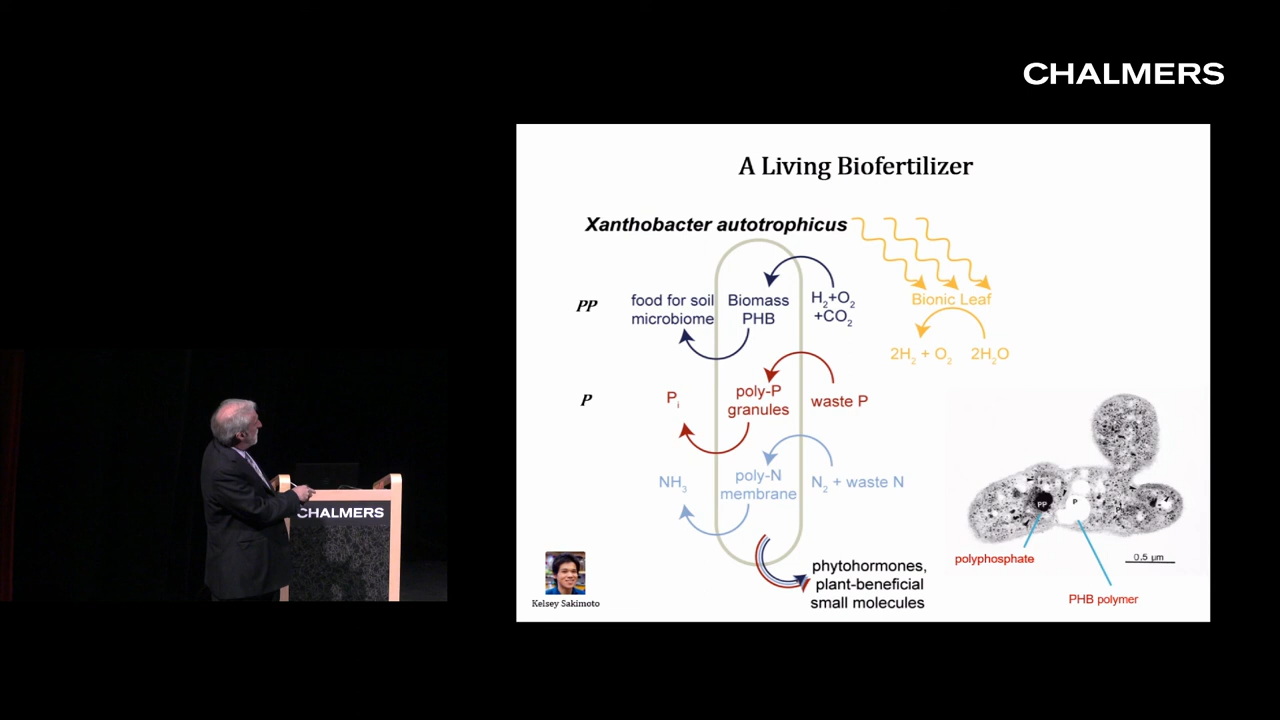 CHALMERS
A Living Biofertilizer
Xanthobacter autotrophicus
PP
food for soil
microbiome
Biomass
PHB
H2+O2
+CO2
Bionic Leaf
2H2 + O2
2H2O
P
Pi
poly-P
granules
waste P
NH3
poly-N
membrane
N2 + waste N
phytohormones,
plant-beneficial
small molecules
Kelsey Sakimoto
PP
P
polyphosphate
0.5 μm
PHB polymer
CHALMERS